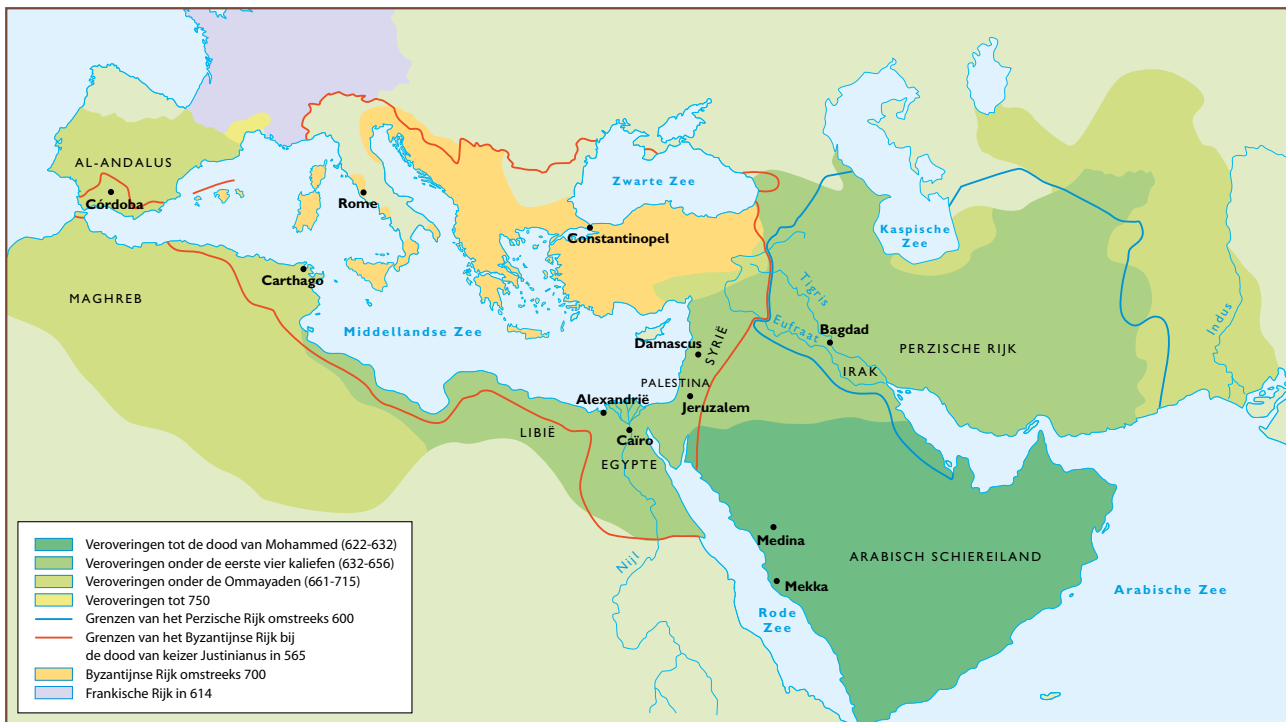 AL-ANDALUS
Córdoba
Rome
Zwarte Zee
Constantinopel
Kaspische
Zee
Carthago
MAGHREB
Middellandse Zee
Tigris
Eufraat
Bagdad
Indus
Damascus
SYRIË
PERZISCHE RIJK
IRAK
PALESTINA
Alexandrië
Jeruzalem
LIBIË
Caïro
EGYPTE
Nijl
Medina
ARABISCH SCHIEREILAND
Mekka
Arabische Zee
Rode
Zee
Veroveringen tot de dood van Mohammed (622-632)
Veroveringen onder de eerste vier kaliefen (632-656)
Veroveringen onder de Ommayaden (661-715)
Veroveringen tot 750
Grenzen van het Perzische Rijk omstreeks 600
Grenzen van het Byzantijnse Rijk bij
de dood van keizer Justinianus in 565
Byzantijnse Rijk omstreeks 700
Frankische Rijk in 614